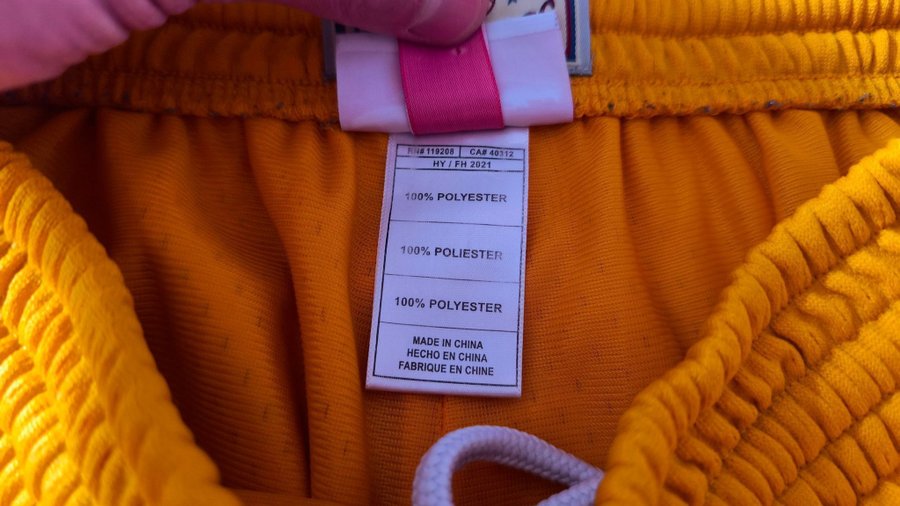 RN# 119208 CA# 40312
HY / FH 2021
100% POLYESTER
100% POLIESTER
100% POLYESTER
MADE IN CHINA
HECHO EN CHINA
FABRIQUE EN CHINE